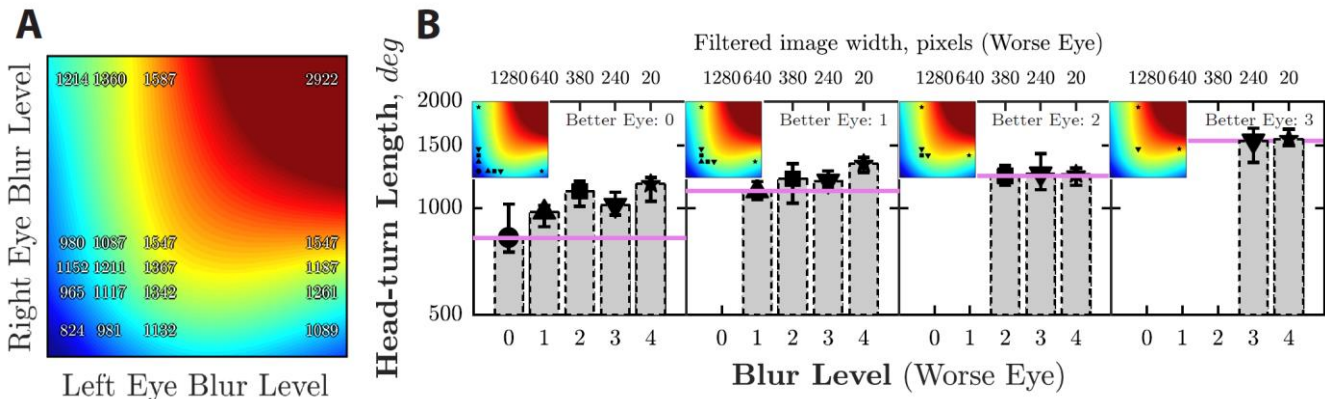 A
Right Eye Blur Level
1214 1360 1587 2922
980 1087 1547 1547
1152 1211 1367 1187
965 1117 1342 1261
824 981 1132 1089
Left Eye Blur Level
B
Filtered image width, pixels (Worse Eye)
1280 640 380 240 20 1280 640 380 240 20 1280 640 380 240 20 1280 640 380 240 20
Head-turn Length, deg
2000
1500
1000
500
Better Eye: 0
Better Eye: 1
Better Eye: 2
Better Eye: 3
0 1 2 3 4 0 1 2 3 4 0 1 2 3 4 0 1 2 3 4
Blur Level (Worse Eye)